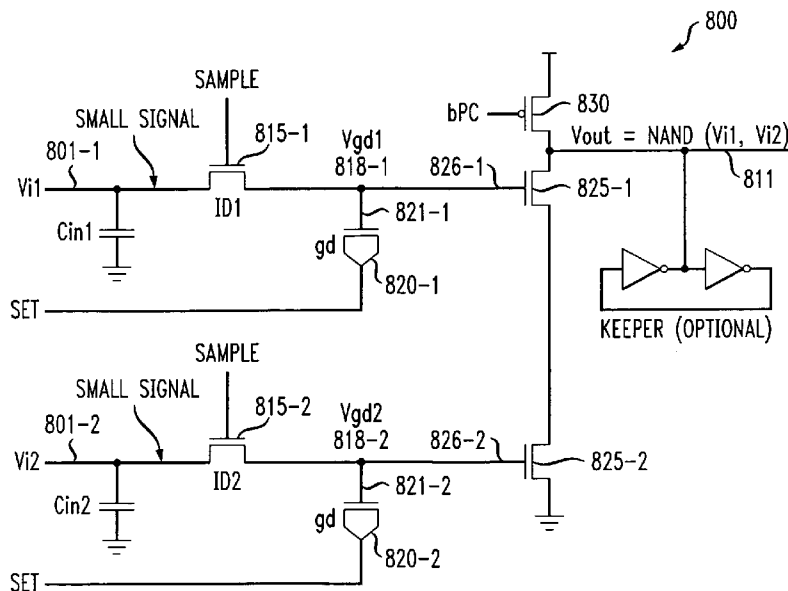 800
SAMPLE
bPC
830
SMALL SIGNAL
815-1
Vgd1
818-1
Vout = NAND (Vi1, Vi2)
801-1
826-1
825-1
811
Vi1
ID1
821-1
Cin1
gd
820-1
SET
KEEPER (OPTIONAL)
SAMPLE
SMALL SIGNAL
815-2
Vgd2
818-2
801-2
826-2
825-2
Vi2
ID2
821-2
Cin2
gd
820-2
SET